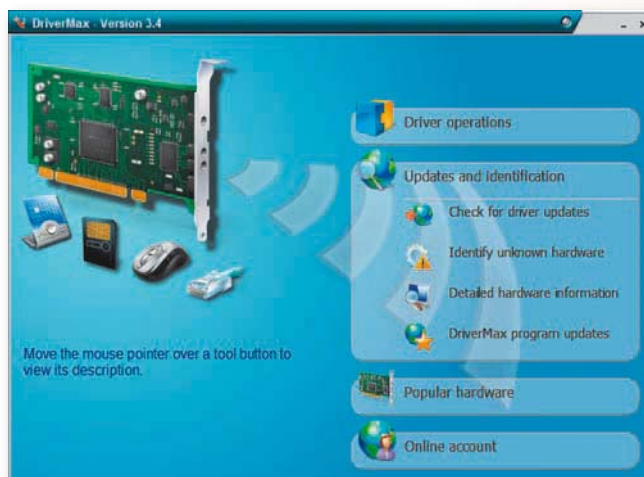 DriverMax - Version 3.4
Driver operations
Updates and identification
Check for driver updates
Identify unknown hardware
Detailed hardware information
DriverMax program updates
Move the mouse pointer over a tool button to
view its description.
Popular hardware
Online account